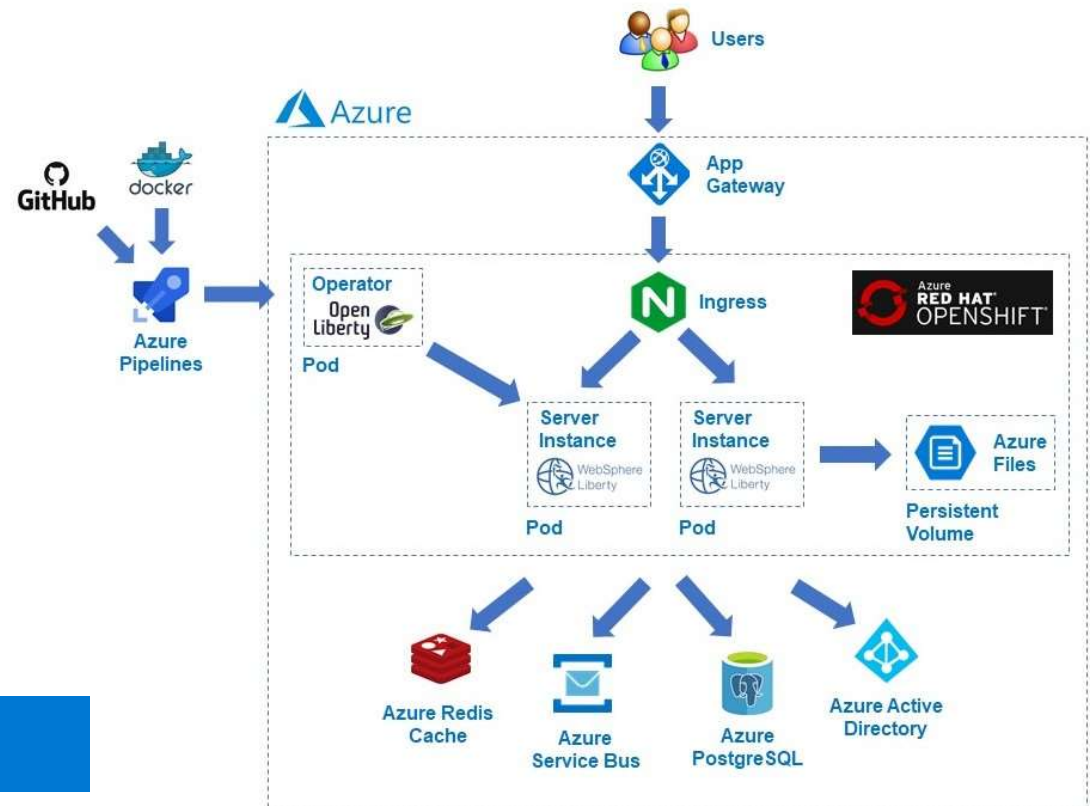 Users
Azure
App
Gateway
GitHub
docker
Azure
Pipelines
Operator
Open
Liberty
Pod
Ingress
Azure
RED HAT®
OPENSHIFT®
Server
Instance
WebSphere
Liberty
Pod
Server
Instance
WebSphere
Liberty
Pod
Azure
Files
Persistent
Volume
Azure Redis
Cache
Azure
Service Bus
Azure
PostgreSQL
Azure Active
Directory